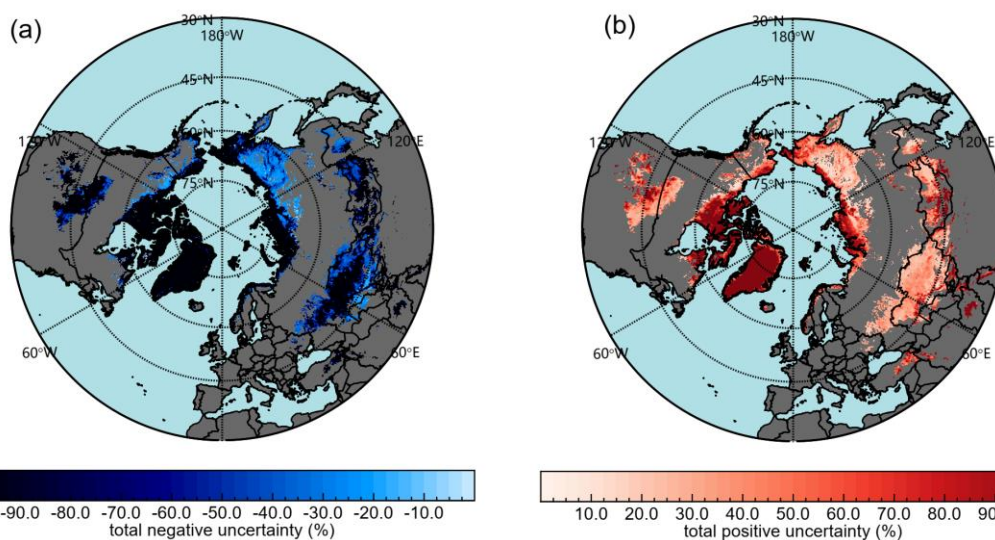 (a)
30°N
180°W
45°N
60°N
75°N
120°W
120°E
60°W
60°E
-90.0 -80.0 -70.0 -60.0 -50.0 -40.0 -30.0 -20.0 -10.0
total negative uncertainty (%)
(b)
30°N
180°W
45°N
60°N
75°N
120°W
120°E
60°W
60°E
10.0 20.0 30.0 40.0 50.0 60.0 70.0 80.0 90
total positive uncertainty (%)